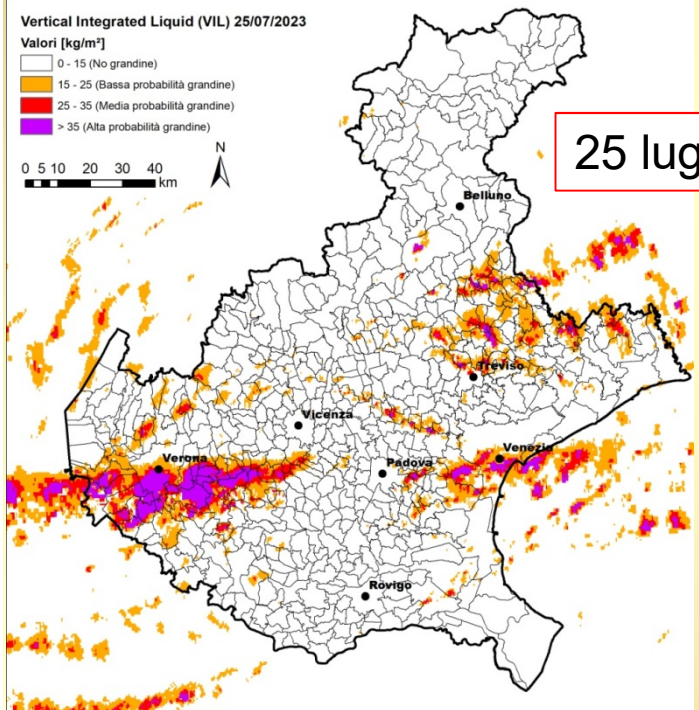 Vertical Integrated Liquid (VIL) 25/07/2023
Valori [kg/m²]
0 - 15 (No grandine)
15 - 25 (Bassa probabilità grandine)
25 - 35 (Media probabilità grandine)
> 35 (Alta probabilità grandine)
N
0 5 10 20 30 40
km
25 lug
Belluno
Treviso
Vicenza
Verona
Padova
Venezia
Rovigo